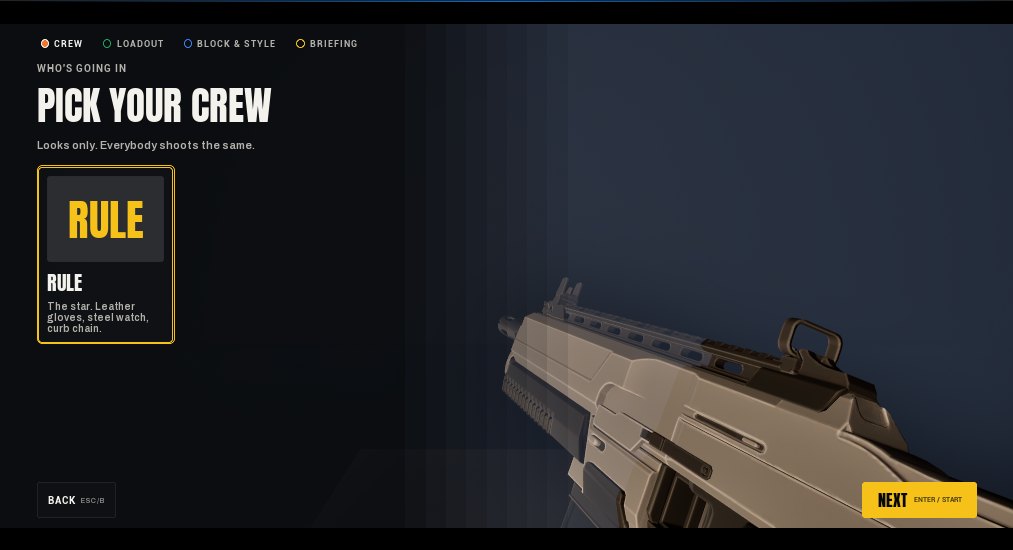 CREW LOADOUT BLOCK & STYLE BRIEFING
WHO'S GOING IN
PICK YOUR CREW
Looks only. Everybody shoots the same.
RULE
RULE
The star. Leather
gloves, steel watch,
curb chain.
BACK ESC/B
NEXT ENTER / START